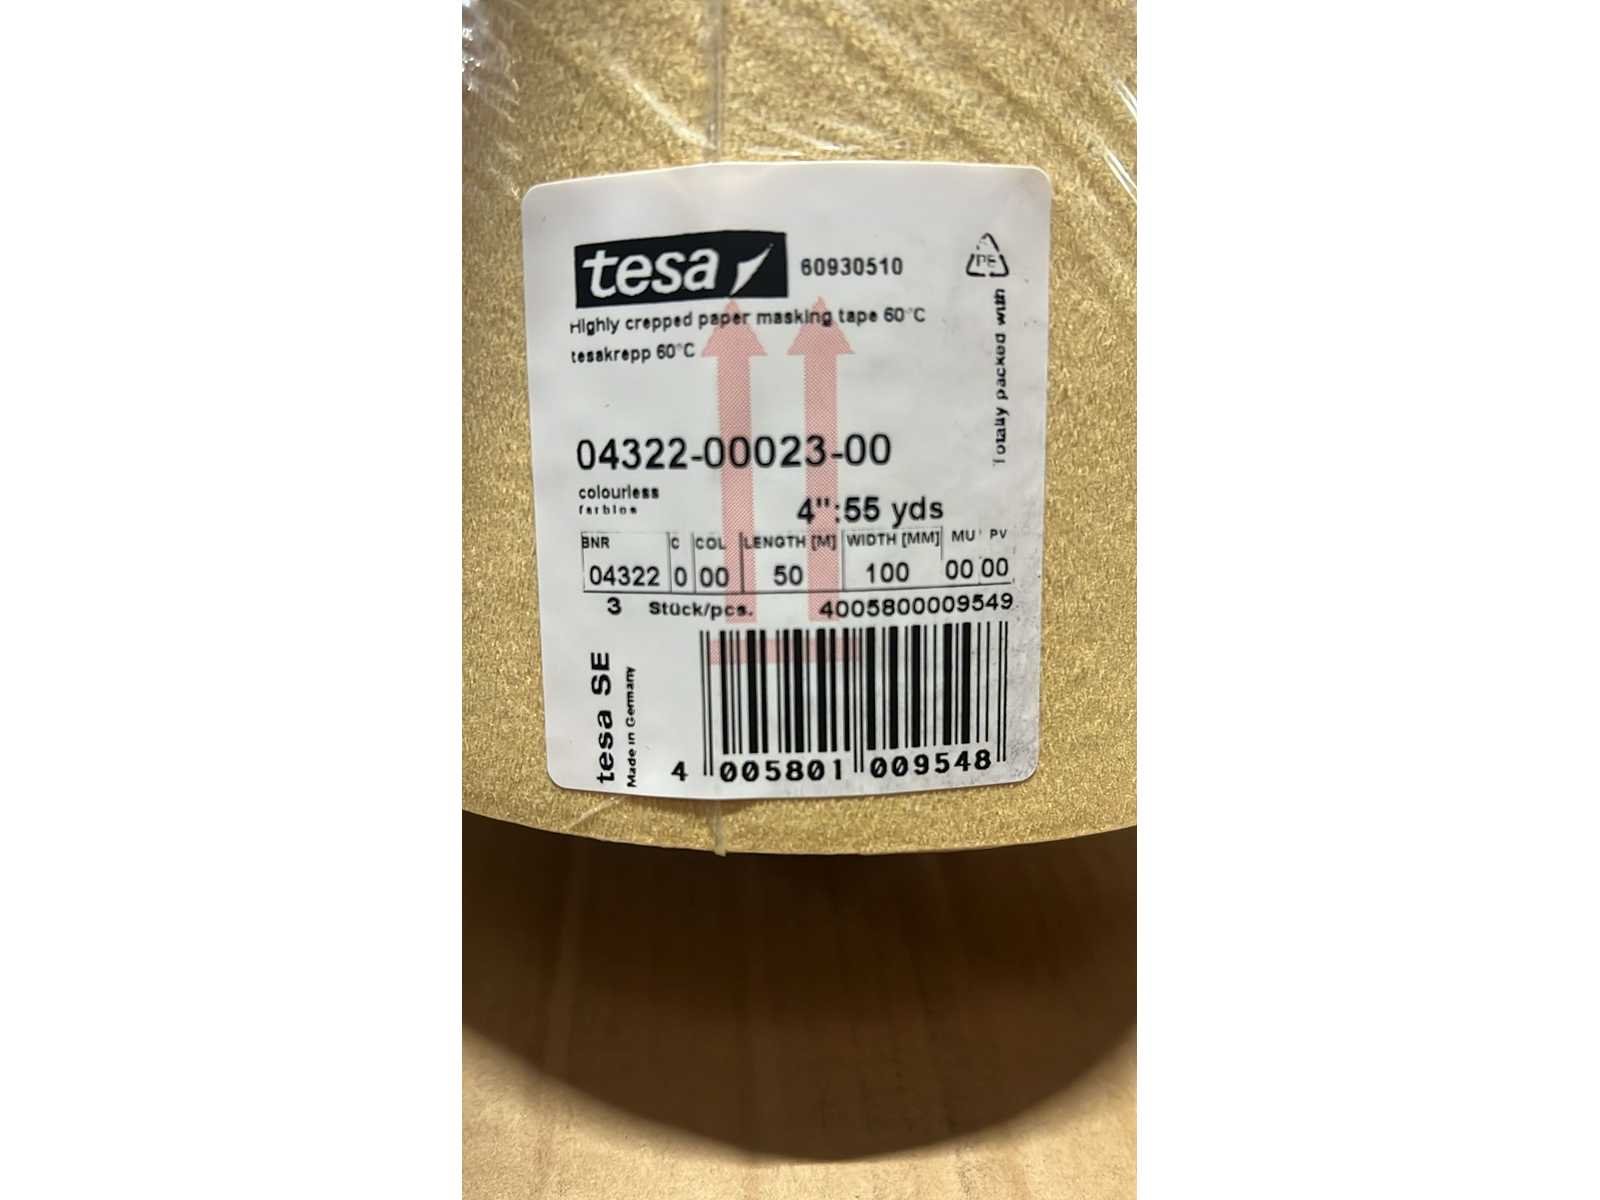 tesa 60930510
PE
Highly crepped paper masking tape 60°C
tesakrepp 60°C
Totally packed with
04322-00023-00
colourless
farblos
4":55 yds
BNR C COL LENGTH [M] WIDTH [MM] MU PV
04322 0 00 50 100 00 00
3 Stück/pcs. 4005800009549
tesa SE
Made in Germany
4 005801 009548